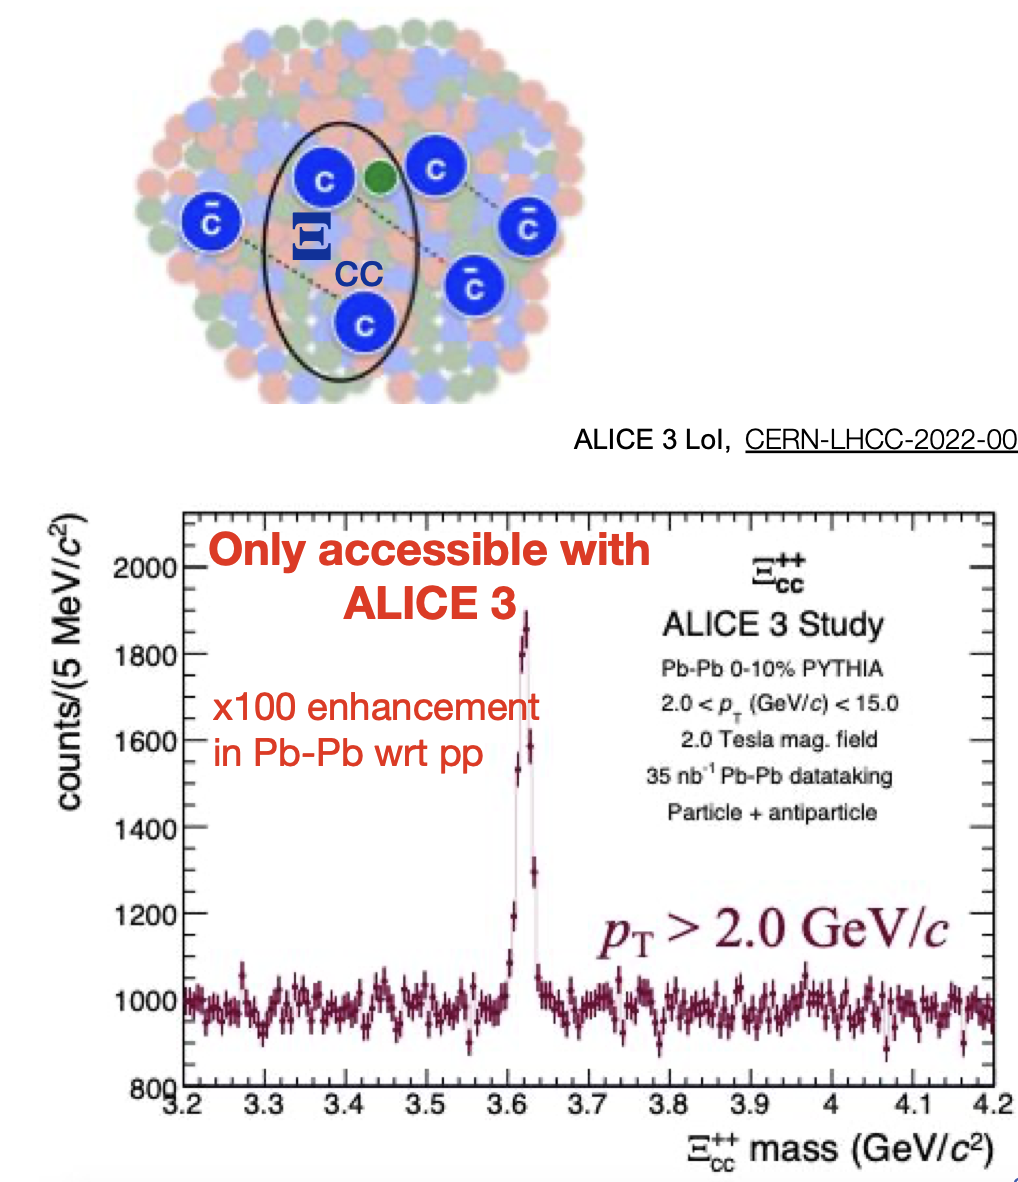 c
c
c̄
c̄
Ξ
cc
c̄
c
ALICE 3 LoI, CERN-LHCC-2022-00
counts/(5 MeV/c²)
2000
1800
1600
1400
1200
1000
800
Only accessible with
ALICE 3
x100 enhancement
in Pb-Pb wrt pp
Ξcc⁺⁺
ALICE 3 Study
Pb-Pb 0-10% PYTHIA
2.0 < pT (GeV/c) < 15.0
2.0 Tesla mag. field
35 nb⁻¹ Pb-Pb datataking
Particle + antiparticle
pT > 2.0 GeV/c
3.2 3.3 3.4 3.5 3.6 3.7 3.8 3.9 4 4.1 4.2
Ξcc⁺⁺ mass (GeV/c²)